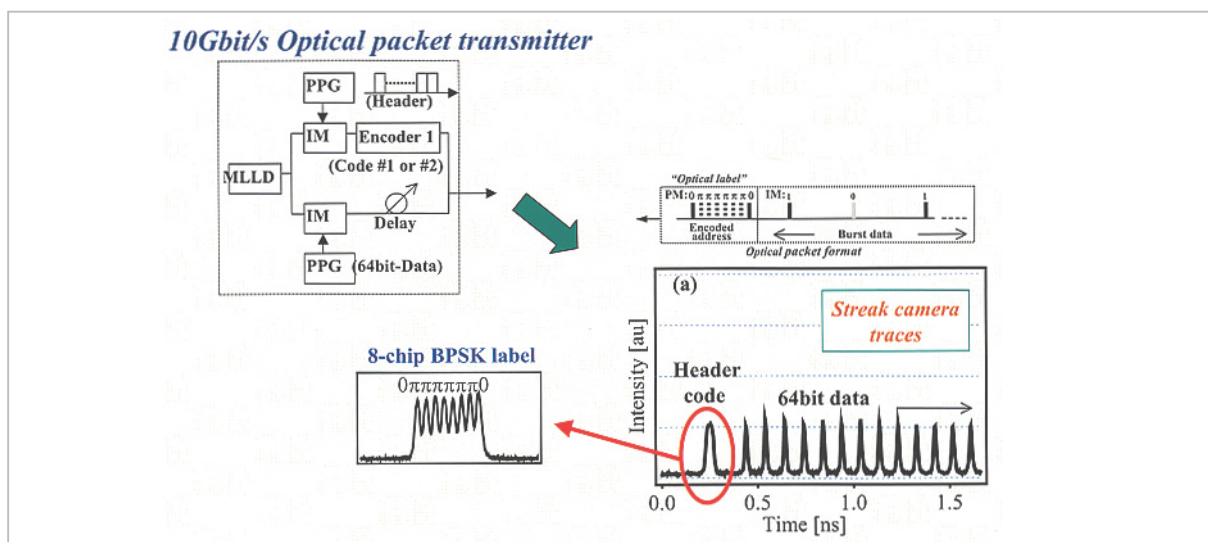 10Gbit/s Optical packet transmitter
PPG
(Header)
IM
Encoder 1
(Code #1 or #2)
MLLD
IM
Delay
PPG
(64bit-Data)
"Optical label"
PM:0ππππππ0
IM:1
0
1
Encoded
address
Burst data
Optical packet format
8-chip BPSK label
0ππππππ0
(a)
Streak camera
traces
Header
code
64bit data
Intensity [au]
0.0
0.5
1.0
1.5
Time [ns]